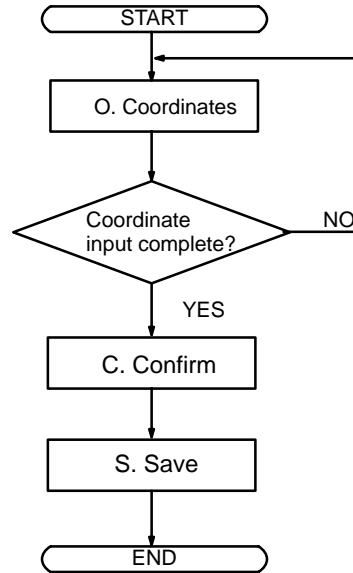 START
O. Coordinates
Coordinate
input complete?
NO
YES
C. Confirm
S. Save
END